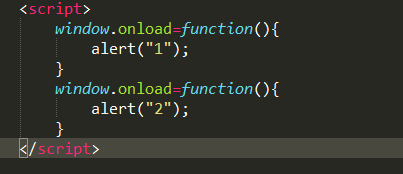 <script>
    window.onload=function(){
        alert("1");
    }
    window.onload=function(){
        alert("2");
    }
</script>